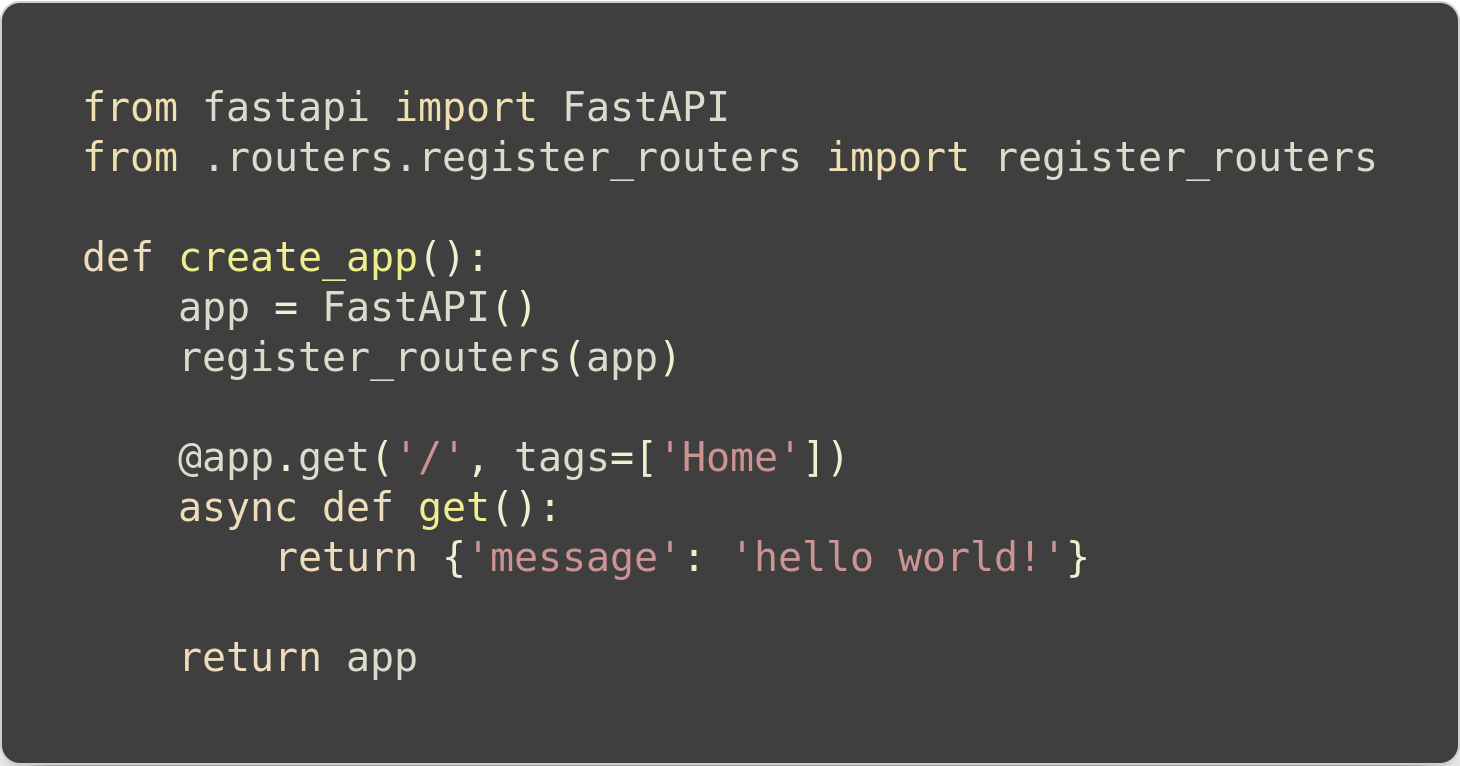 from fastapi import FastAPI
from .routers.register_routers import register_routers

def create_app():
    app = FastAPI()
    register_routers(app)

    @app.get('/', tags=['Home'])
    async def get():
        return {'message': 'hello world!'}

    return app